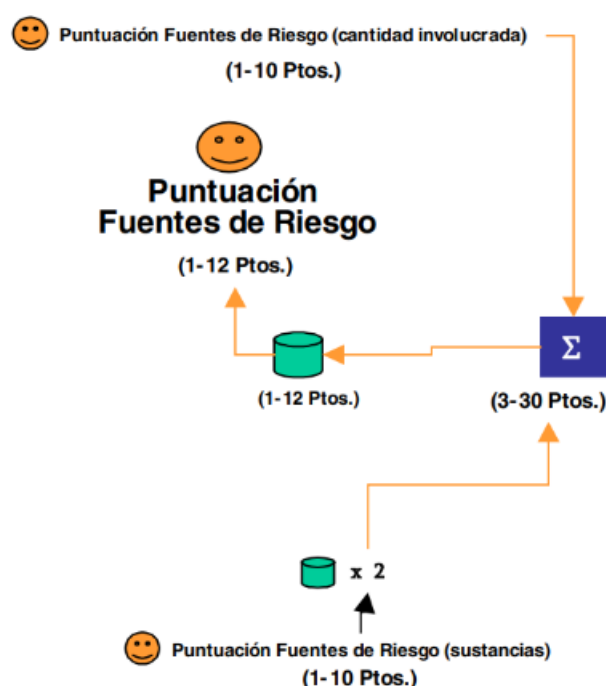 Puntuación Fuentes de Riesgo (cantidad involucrada)
(1-10 Ptos.)
Puntuación
Fuentes de Riesgo
(1-12 Ptos.)
Σ
(1-12 Ptos.)
(3-30 Ptos.)
x 2
Puntuación Fuentes de Riesgo (sustancias)
(1-10 Ptos.)